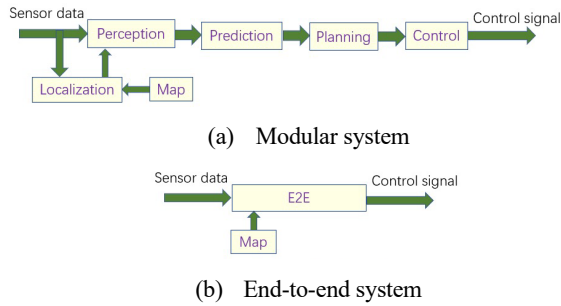 Sensor data
Control signal
Perception
Prediction
Planning
Control
Localization
Map
(a) Modular system
Sensor data
Control signal
E2E
Map
(b) End-to-end system